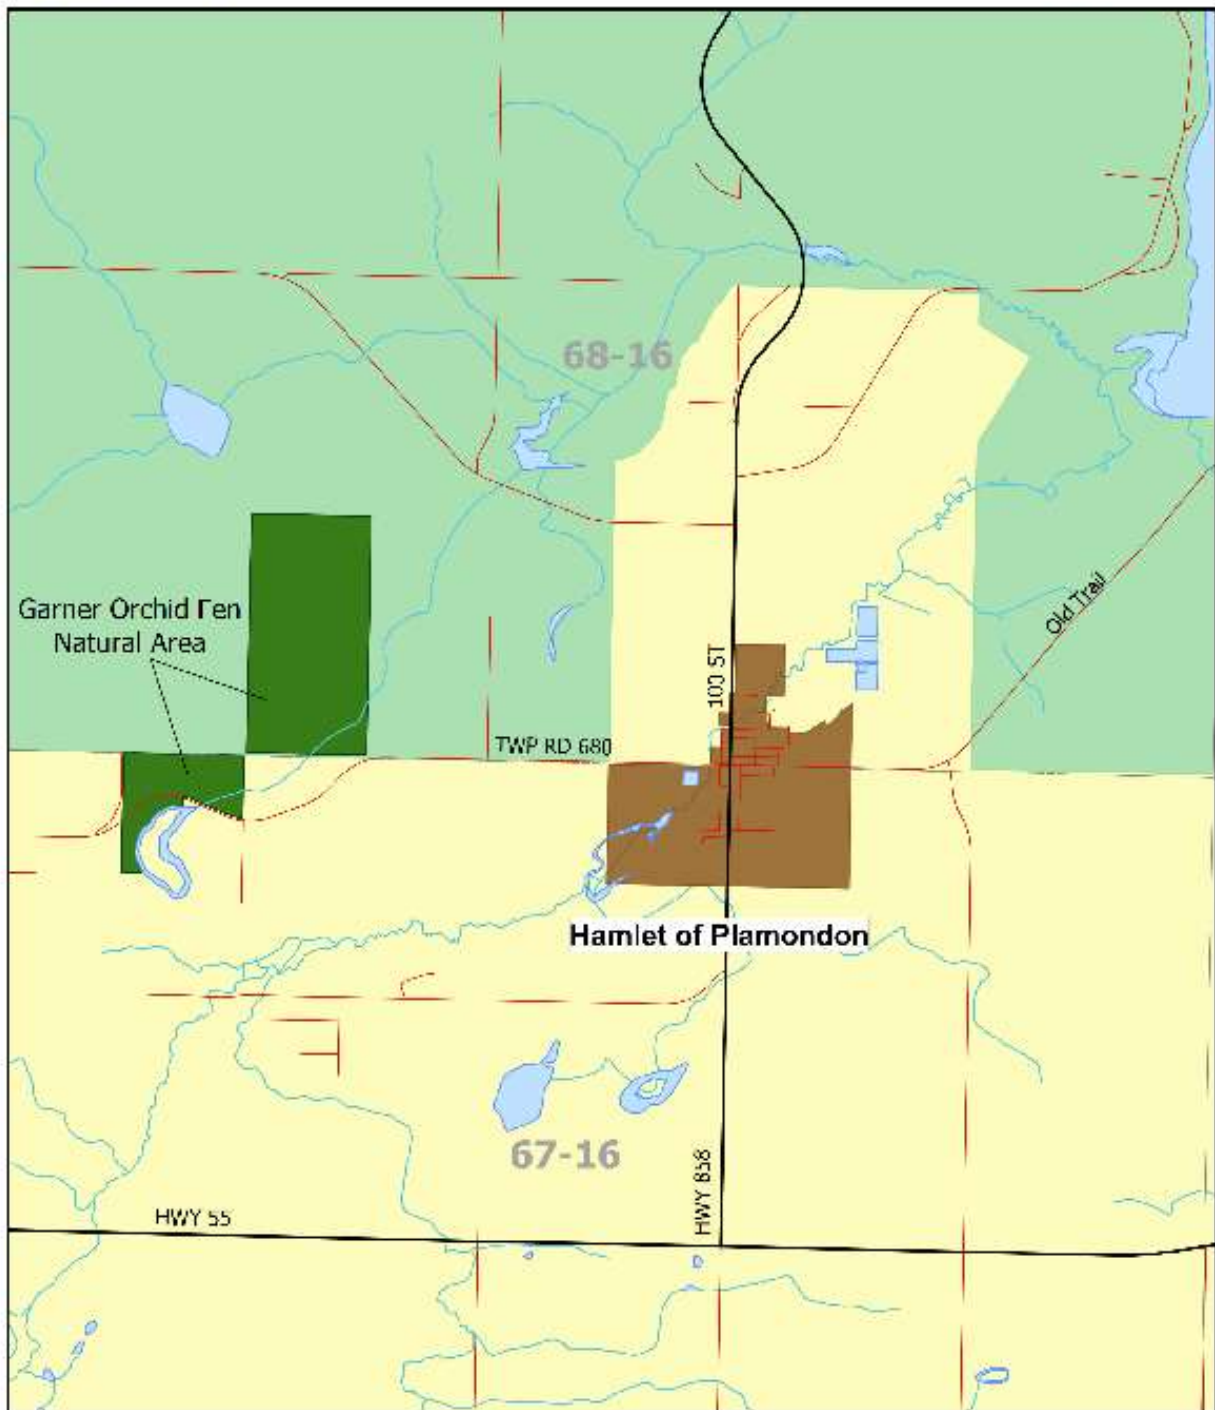 68-16
Garner Orchid Fen
Natural Area
Old Trail
100 ST
TWP RD 680
Hamlet of Plamondon
67-16
HWY 858
HWY 55